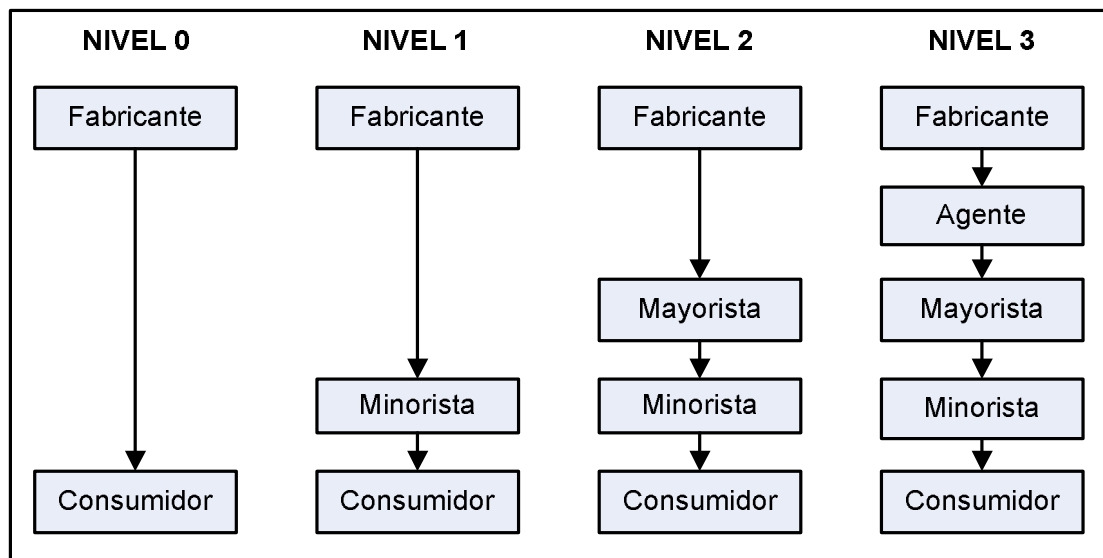 NIVEL 0
NIVEL 1
NIVEL 2
NIVEL 3
Fabricante
Fabricante
Fabricante
Fabricante
Agente
Mayorista
Mayorista
Minorista
Minorista
Minorista
Consumidor
Consumidor
Consumidor
Consumidor